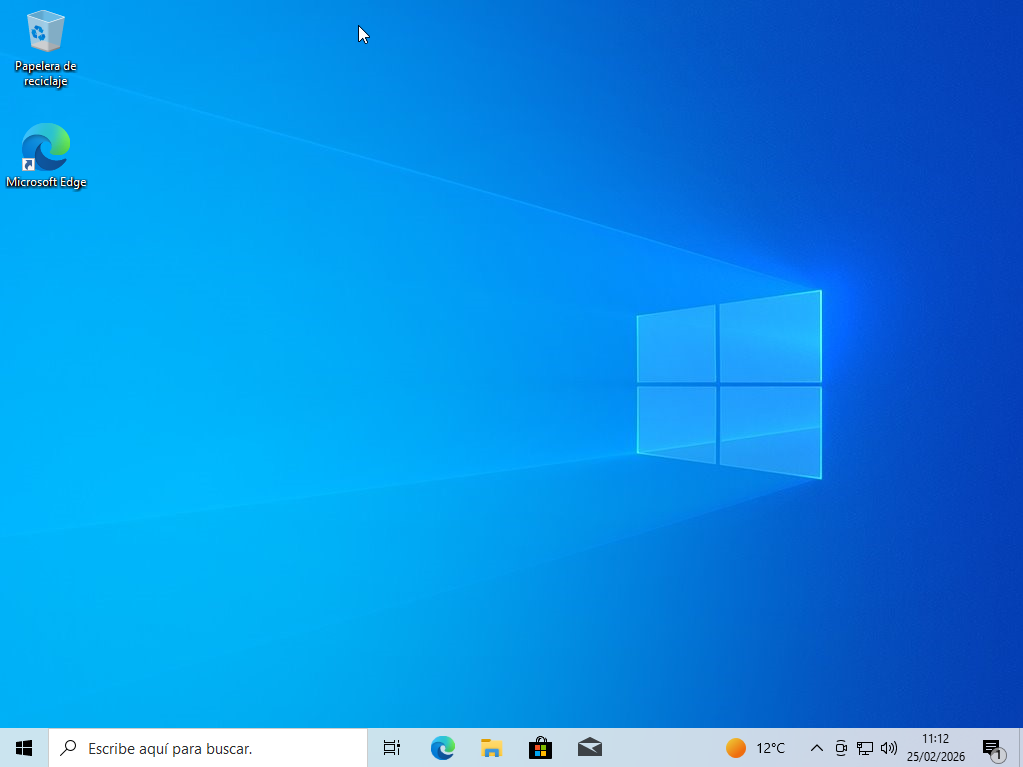 Papelera de
reciclaje
Microsoft Edge
Escribe aquí para buscar.
12°C
11:12
25/02/2026
1